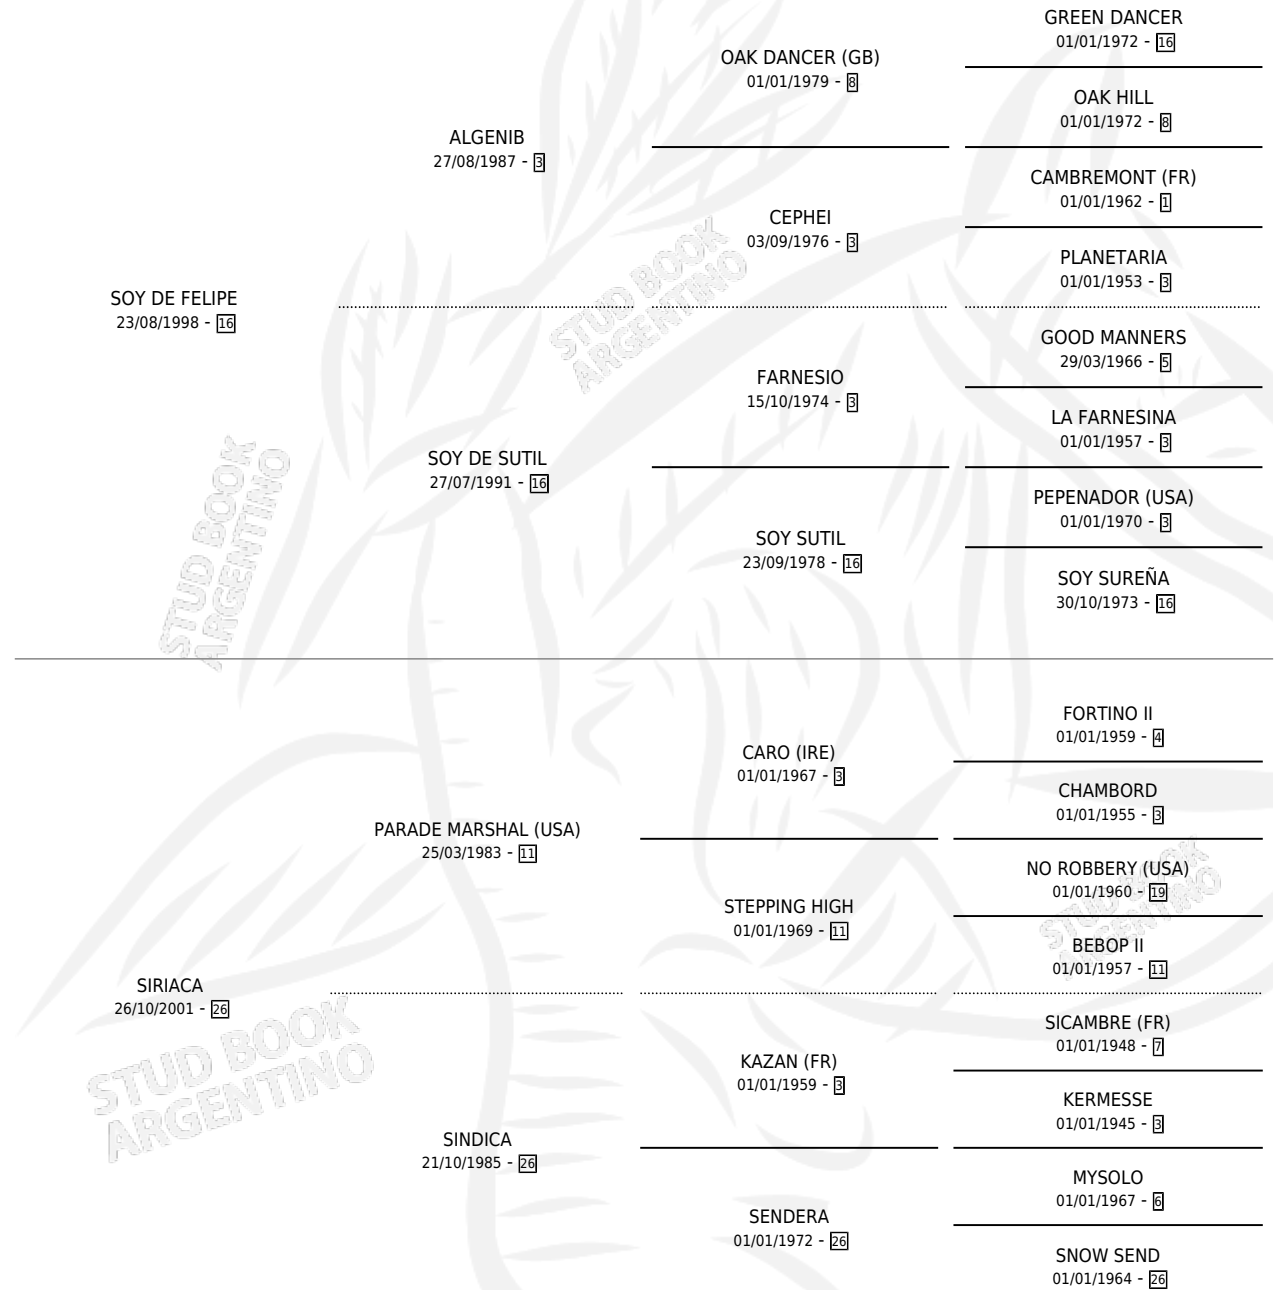 GREEN DANCER
01/01/1972 - 16
OAK DANCER (GB)
01/01/1979 - 8
OAK HILL
01/01/1972 - 8
ALGENIB
27/08/1987 - 3
CAMBREMONT (FR)
01/01/1962 - 1
CEPHEI
03/09/1976 - 3
PLANETARIA
01/01/1953 - 3
SOY DE FELIPE
23/08/1998 - 16
GOOD MANNERS
29/03/1966 - 5
FARNESIO
15/10/1974 - 3
LA FARNESINA
01/01/1957 - 3
SOY DE SUTIL
27/07/1991 - 16
PEPENADOR (USA)
01/01/1970 - 3
SOY SUTIL
23/09/1978 - 16
SOY SUREÑA
30/10/1973 - 16
FORTINO II
01/01/1959 - 4
CARO (IRE)
01/01/1967 - 3
CHAMBORD
01/01/1955 - 3
PARADE MARSHAL (USA)
25/03/1983 - 11
NO ROBBERY (USA)
01/01/1960 - 19
STEPPING HIGH
01/01/1969 - 11
BEBOP II
01/01/1957 - 11
SIRIACA
26/10/2001 - 26
SICAMBRE (FR)
01/01/1948 - 7
KAZAN (FR)
01/01/1959 - 3
KERMESSE
01/01/1945 - 3
SINDICA
21/10/1985 - 26
MYSOLO
01/01/1967 - 6
SENDERA
01/01/1972 - 26
SNOW SEND
01/01/1964 - 26
STUD BOOK
ARGENTINO
STUD BOOK
ARGENTINO
STUD BOOK
ARGENTINO
STUD BOOK
ARGENTINO